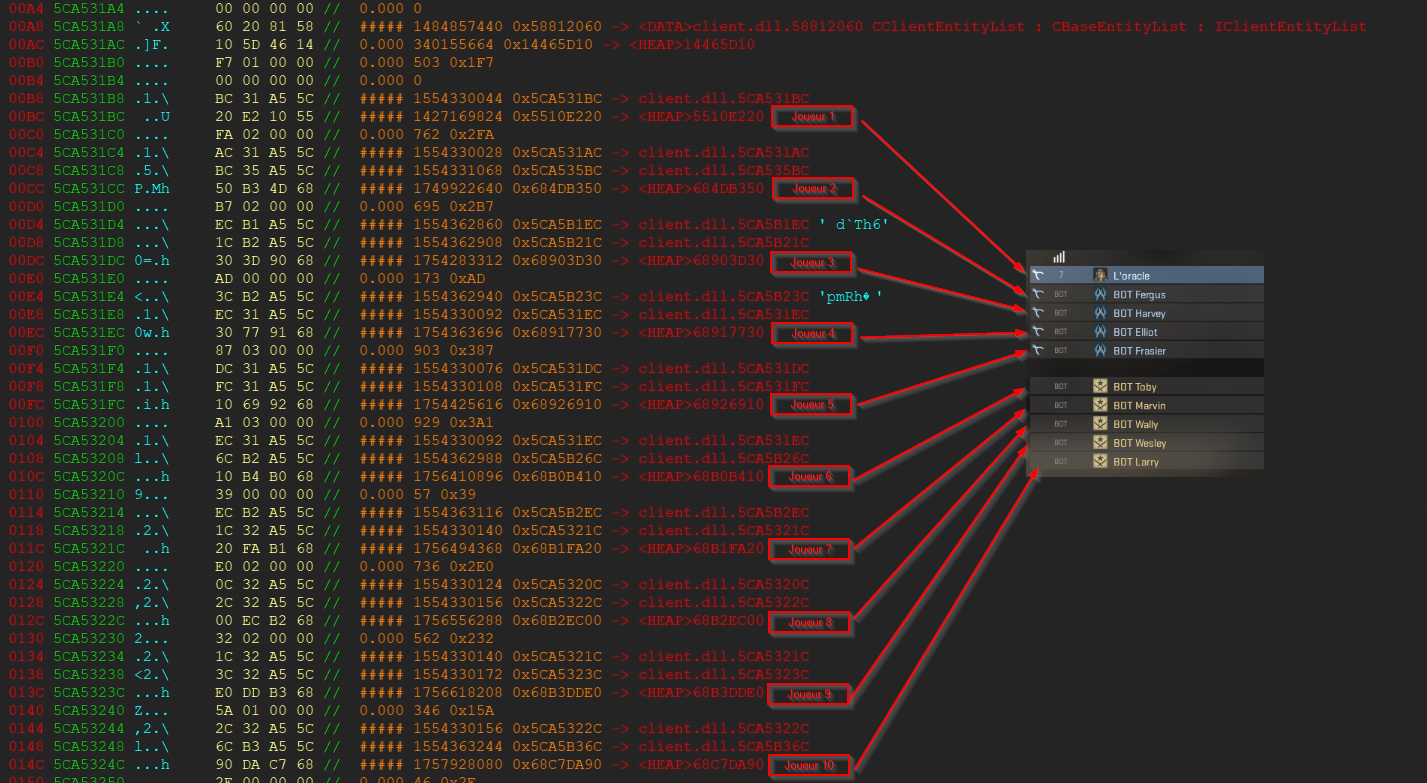 00A4 5CA531A4 .... 00 00 00 00 // 0.000 0
00A8 5CA531A8 ` .X 60 20 81 58 // ##### 1484857440 0x58812060 -> <DATA>client.dll.58812060 CClientEntityList : CBaseEntityList : IClientEntityList
00AC 5CA531AC .]F. 10 5D 46 14 // 0.000 340155664 0x14465D10 -> <HEAP>14465D10
00B0 5CA531B0 .... F7 01 00 00 // 0.000 503 0x1F7
00B4 5CA531B4 .... 00 00 00 00 // 0.000 0
00B8 5CA531B8 .1.\ BC 31 A5 5C // ##### 1554330044 0x5CA531BC -> client.dll.5CA531BC
00BC 5CA531BC ..U 20 E2 10 55 // ##### 1427169824 0x5510E220 -> <HEAP>5510E220 Joueur 1
00C0 5CA531C0 .... FA 02 00 00 // 0.000 762 0x2FA
00C4 5CA531C4 .1.\ AC 31 A5 5C // ##### 1554330028 0x5CA531AC -> client.dll.5CA531AC
00C8 5CA531C8 .5.\ BC 35 A5 5C // ##### 1554331068 0x5CA535BC -> client.dll.5CA535BC
00CC 5CA531CC P.Mh 50 B3 4D 68 // ##### 1749922640 0x684DB350 -> <HEAP>684DB350 Joueur 2
00D0 5CA531D0 .... B7 02 00 00 // 0.000 695 0x2B7
00D4 5CA531D4 ...\ EC B1 A5 5C // ##### 1554362860 0x5CA5B1EC -> client.dll.5CA5B1EC ' d`Th6'
00D8 5CA531D8 ...\ 1C B2 A5 5C // ##### 1554362908 0x5CA5B21C -> client.dll.5CA5B21C
00DC 5CA531DC 0=.h 30 3D 90 68 // ##### 1754283312 0x68903D30 -> <HEAP>68903D30 Joueur 3
00E0 5CA531E0 .... AD 00 00 00 // 0.000 173 0xAD
00E4 5CA531E4 <..\ 3C B2 A5 5C // ##### 1554362940 0x5CA5B23C -> client.dll.5CA5B23C 'pmRh� '
00E8 5CA531E8 .1.\ EC 31 A5 5C // ##### 1554330092 0x5CA531EC -> client.dll.5CA531EC
00EC 5CA531EC 0w.h 30 77 91 68 // ##### 1754363696 0x68917730 -> <HEAP>68917730 Joueur 4
00F0 5CA531F0 .... 87 03 00 00 // 0.000 903 0x387
00F4 5CA531F4 .1.\ DC 31 A5 5C // ##### 1554330076 0x5CA531DC -> client.dll.5CA531DC
00F8 5CA531F8 .1.\ FC 31 A5 5C // ##### 1554330108 0x5CA531FC -> client.dll.5CA531FC
00FC 5CA531FC .i.h 10 69 92 68 // ##### 1754425616 0x68926910 -> <HEAP>68926910 Joueur 5
0100 5CA53200 .... A1 03 00 00 // 0.000 929 0x3A1
0104 5CA53204 .1.\ EC 31 A5 5C // ##### 1554330092 0x5CA531EC -> client.dll.5CA531EC
0108 5CA53208 l..\ 6C B2 A5 5C // ##### 1554362988 0x5CA5B26C -> client.dll.5CA5B26C
010C 5CA5320C ...h 10 B4 B0 68 // ##### 1756410896 0x68B0B410 -> <HEAP>68B0B410 Joueur 6
0110 5CA53210 9... 39 00 00 00 // 0.000 57 0x39
0114 5CA53214 ...\ EC B2 A5 5C // ##### 1554363116 0x5CA5B2EC -> client.dll.5CA5B2EC
0118 5CA53218 .2.\ 1C 32 A5 5C // ##### 1554330140 0x5CA5321C -> client.dll.5CA5321C
011C 5CA5321C ..h 20 FA B1 68 // ##### 1756494368 0x68B1FA20 -> <HEAP>68B1FA20 Joueur 7
0120 5CA53220 .... E0 02 00 00 // 0.000 736 0x2E0
0124 5CA53224 .2.\ 0C 32 A5 5C // ##### 1554330124 0x5CA5320C -> client.dll.5CA5320C
0128 5CA53228 ,2.\ 2C 32 A5 5C // ##### 1554330156 0x5CA5322C -> client.dll.5CA5322C
012C 5CA5322C ...h 00 EC B2 68 // ##### 1756556288 0x68B2EC00 -> <HEAP>68B2EC00 Joueur 8
0130 5CA53230 2... 32 02 00 00 // 0.000 562 0x232
0134 5CA53234 .2.\ 1C 32 A5 5C // ##### 1554330140 0x5CA5321C -> client.dll.5CA5321C
0138 5CA53238 <2.\ 3C 32 A5 5C // ##### 1554330172 0x5CA5323C -> client.dll.5CA5323C
013C 5CA5323C ...h E0 DD B3 68 // ##### 1756618208 0x68B3DDE0 -> <HEAP>68B3DDE0 Joueur 9
0140 5CA53240 Z... 5A 01 00 00 // 0.000 346 0x15A
0144 5CA53244 ,2.\ 2C 32 A5 5C // ##### 1554330156 0x5CA5322C -> client.dll.5CA5322C
0148 5CA53248 l..\ 6C B3 A5 5C // ##### 1554363244 0x5CA5B36C -> client.dll.5CA5B36C
014C 5CA5324C ...h 90 DA C7 68 // ##### 1757928080 0x68C7DA90 -> <HEAP>68C7DA90 Joueur 10
0150 5CA53250 2E 00 00 00 // 0.000 46 0x2E
7 L'oracle
BOT BOT Fergus
BOT BOT Harvey
BOT BOT Elliot
BOT BOT Frasier
BOT BOT Toby
BOT BOT Marvin
BOT BOT Wally
BOT BOT Wesley
BOT BOT Larry